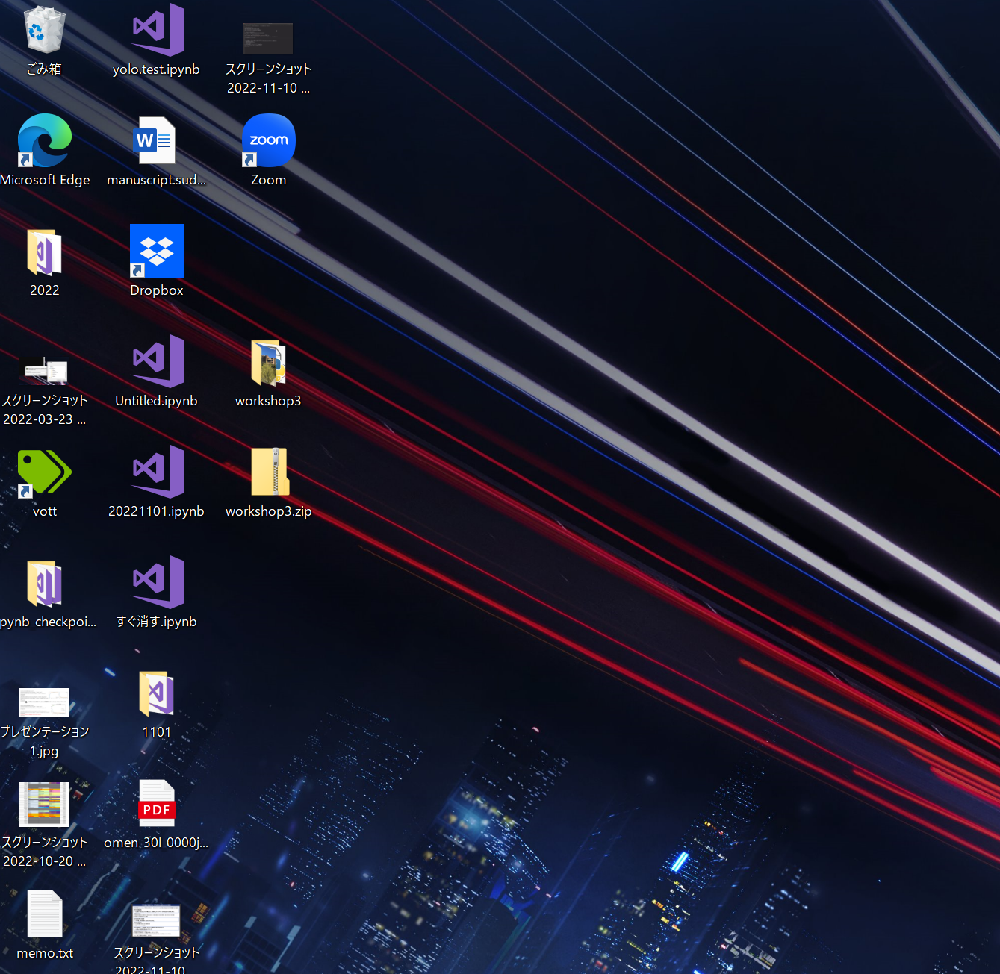 ごみ箱
yolo.test.ipynb
スクリーンショット
2022-11-10 ...
Microsoft Edge
W
manuscript.sud...
zoom
Zoom
2022
Dropbox
スクリーンショット
2022-03-23 ...
Untitled.ipynb
workshop3
vott
20221101.ipynb
workshop3.zip
pynb_checkpoi...
すぐ消す.ipynb
プレゼンテーション
1.jpg
1101
スクリーンショット
2022-10-20 ...
PDF
omen_30l_0000j...
memo.txt
スクリーンショット
2022-11-10